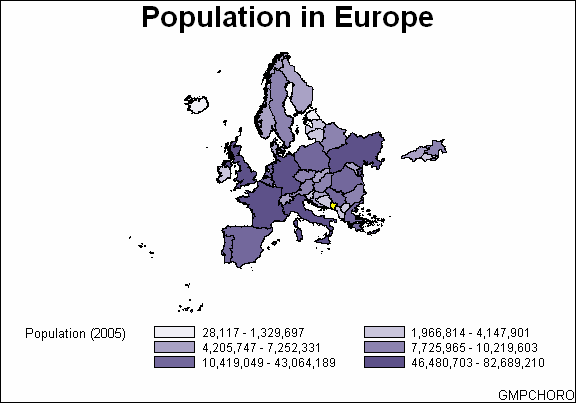 Population in Europe
Population (2005)
28,117 - 1,329,697
1,966,814 - 4,147,901
4,205,747 - 7,252,331
7,725,965 - 10,219,603
10,419,049 - 43,064,189
46,480,703 - 82,689,210
GMPCHORO